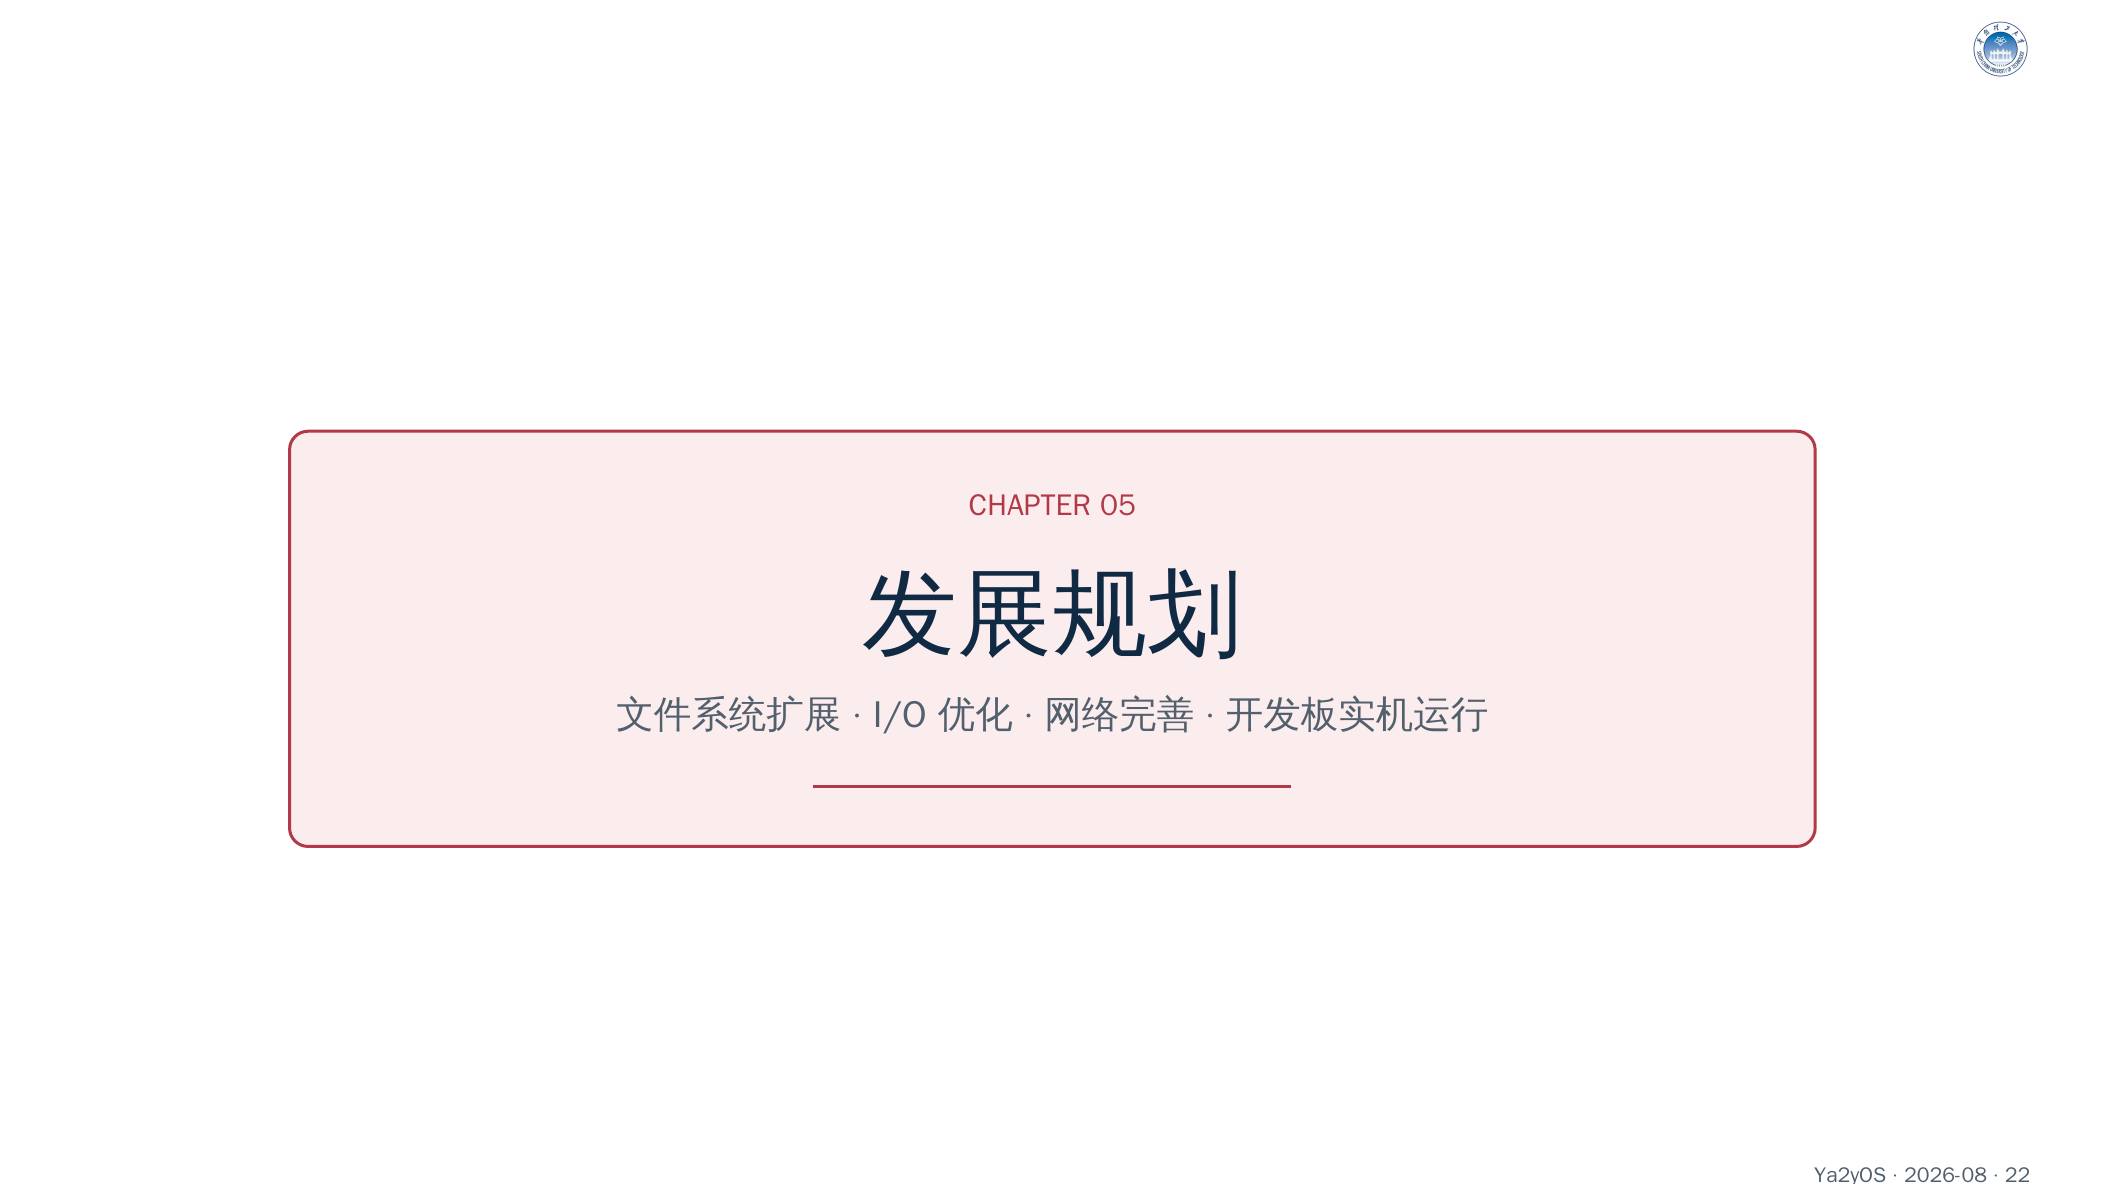 CHAPTER 05
发展规划
文件系统扩展 · I/O 优化 · 网络完善 · 开发板实机运行
Ya2yOS · 2026-08 · 22